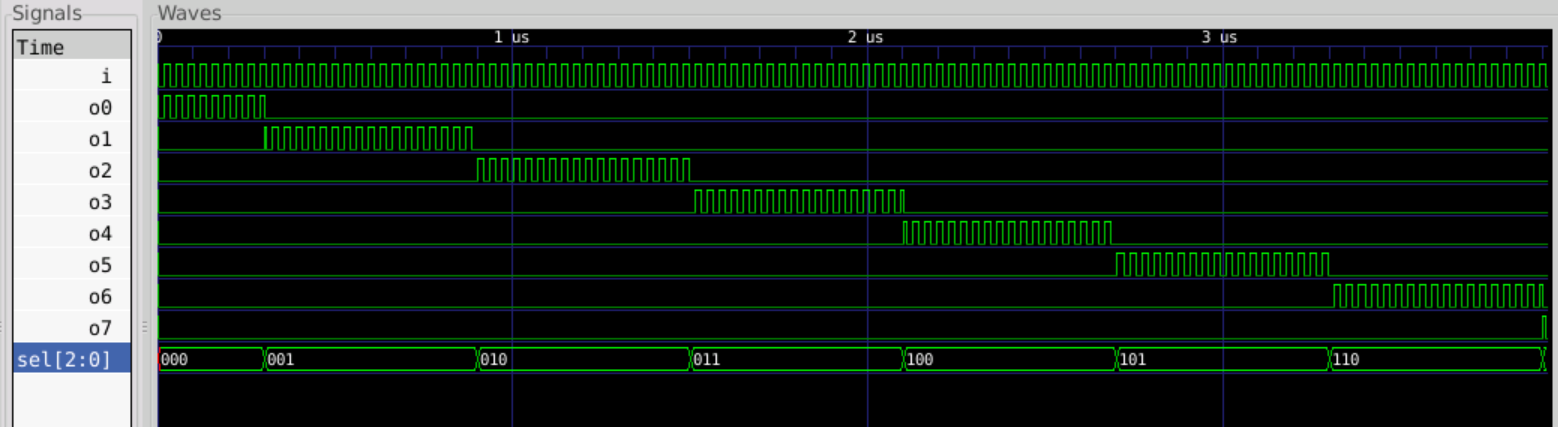 Signals Waves
Time 0 1 us 2 us 3 us
i
o0
o1
o2
o3
o4
o5
o6
o7
sel[2:0] 000 001 010 011 100 101 110